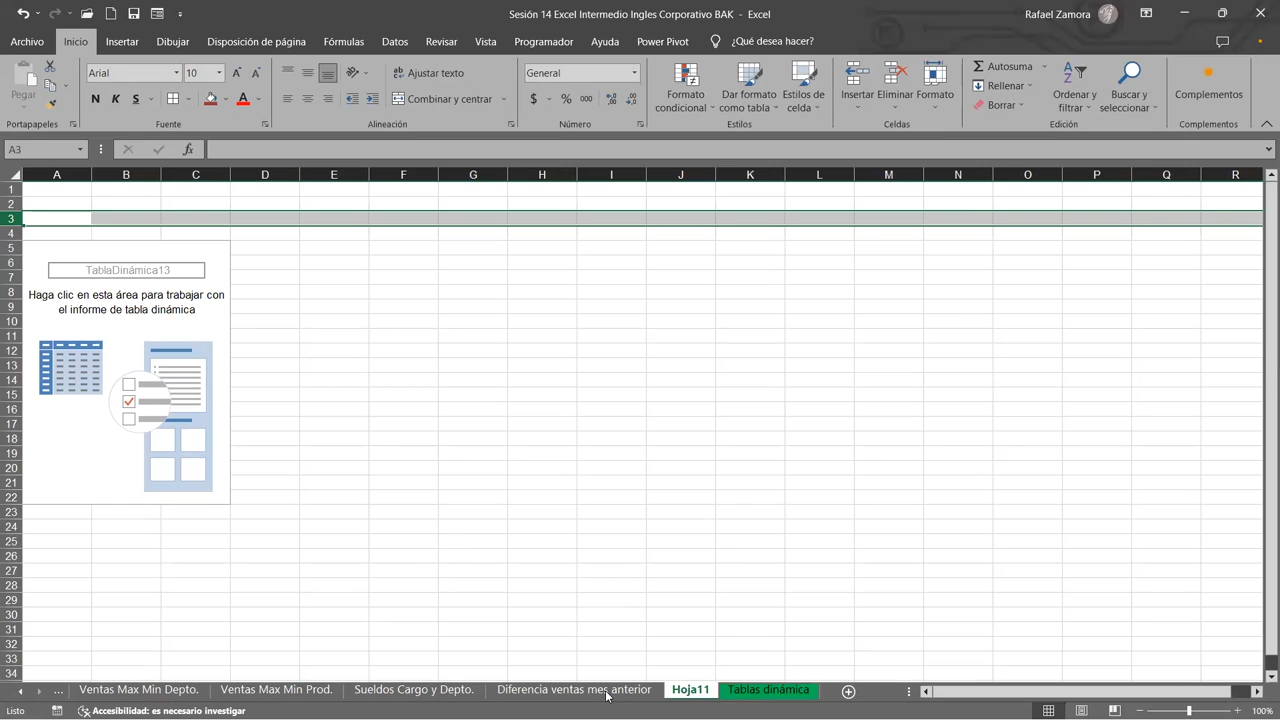 Sesión 14 Excel Intermedio Ingles Corporativo BAK - Excel
Rafael Zamora
Archivo Inicio Insertar Dibujar Disposición de página Fórmulas Datos Revisar Vista Programador Ayuda Power Pivot ¿Qué desea hacer?
Pegar
Arial 10
N K S
Ajustar texto
Combinar y centrar
General
$ % 000
Formato condicional
Dar formato como tabla
Estilos de celda
Insertar
Eliminar
Formato
Autosuma
Rellenar
Borrar
Ordenar y filtrar
Buscar y seleccionar
Complementos
Portapapeles Fuente Alineación Número Estilos Celdas Edición Complementos
A3 fx
A B C D E F G H I J K L M N O P Q R
1
2
3
4
5
6
7
8
9
10
11
12
13
14
15
16
17
18
19
20
21
22
23
24
25
26
27
28
29
30
31
32
33
34
TablaDinámica13
Haga clic en esta área para trabajar con
el informe de tabla dinámica
... Ventas Max Min Depto. Ventas Max Min Prod. Sueldos Cargo y Depto. Diferencia ventas mes anterior Hoja11 Tablas dinámica
Listo Accesibilidad: es necesario investigar 100%